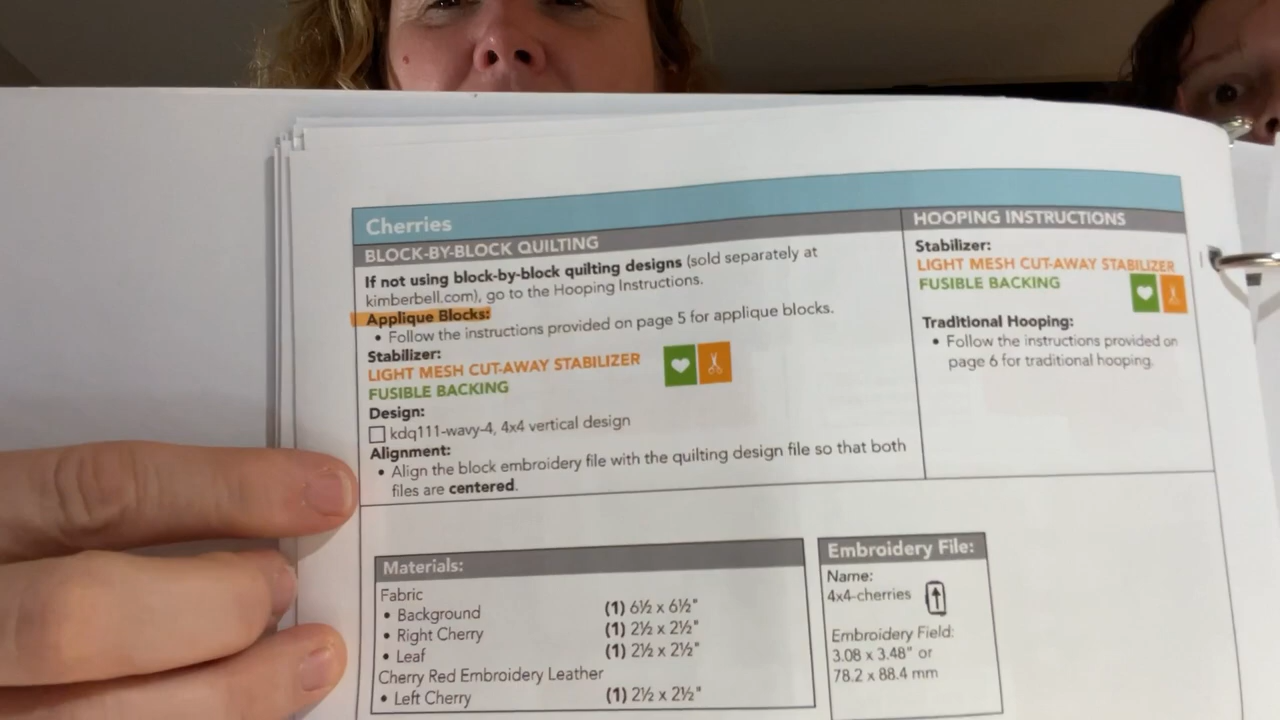 Cherries
BLOCK-BY-BLOCK QUILTING
If not using block-by-block quilting designs (sold separately at
kimberbell.com), go to the Hooping Instructions.
Applique Blocks:
• Follow the instructions provided on page 5 for applique blocks.
Stabilizer:
LIGHT MESH CUT-AWAY STABILIZER
FUSIBLE BACKING
Design:
kdq111-wavy-4, 4x4 vertical design
Alignment:
• Align the block embroidery file with the quilting design file so that both
files are centered.
HOOPING INSTRUCTIONS
Stabilizer:
LIGHT MESH CUT-AWAY STABILIZER
FUSIBLE BACKING
Traditional Hooping:
• Follow the instructions provided on
page 6 for traditional hooping.
Materials:
Fabric
• Background (1) 6½ x 6½"
• Right Cherry (1) 2½ x 2½"
• Leaf (1) 2½ x 2½"
Cherry Red Embroidery Leather
• Left Cherry (1) 2½ x 2½"
Embroidery File:
Name:
4x4-cherries
Embroidery Field:
3.08 x 3.48" or
78.2 x 88.4 mm